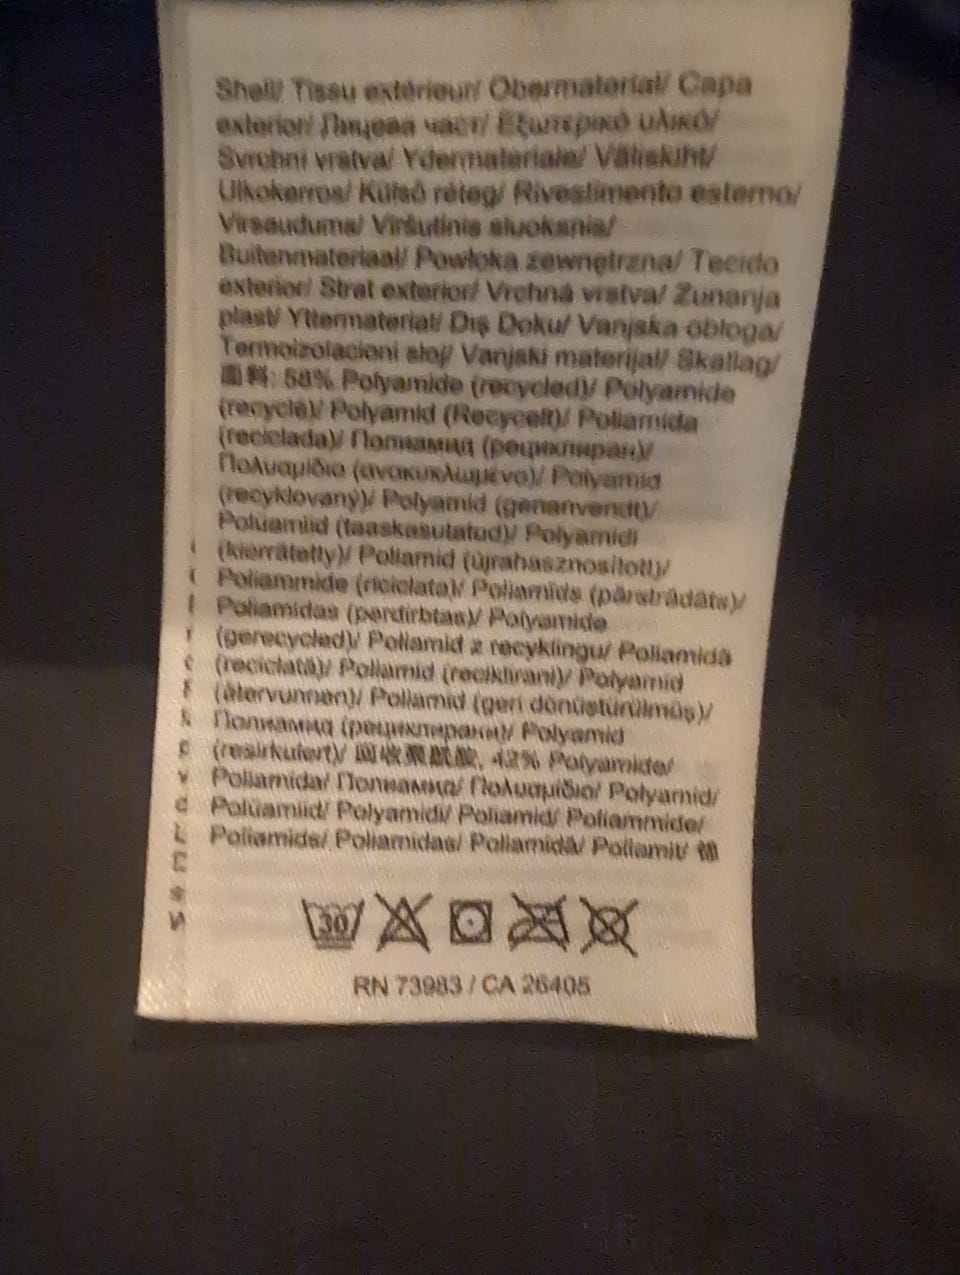 Shell/ Tissu extérieur/ Obermaterial/ Capa
exterior/ Лицева част/ Εξωτερικό υλικό/
Svrchní vrstva/ Ydermateriale/ Väliskiht/
Ulkokerros/ Külső réteg/ Rivestimento esterno/
Virsauduma/ Viršutinis sluoksnis/
Buitenmateriaal/ Powłoka zewnętrzna/ Tecido
exterior/ Strat exterior/ Vrchná vrstva/ Zunanja
plast/ Yttermaterial/ Dış Doku/ Vanjska obloga/
Termoizolacioni sloj/ Vanjski materijal/ Skallag/
面料: 58% Polyamide (recycled)/ Polyamide
(recyclé)/ Polyamid (Recycelt)/ Poliamida
(reciclada)/ Полиамид (рециклиран)/
Πολυαμίδιο (ανακυκλωμένο)/ Polyamid
(recyklovaný)/ Polyamid (genanvendt)/
Polüamiid (taaskasutatud)/ Polyamidi
(kierrätetty)/ Poliamid (újrahasznosított)/
Poliammide (riciclata)/ Poliamīds (pārstrādāts)/
Poliamidas (perdirbtas)/ Polyamide
(gerecycled)/ Poliamid z recyklingu/ Poliamidă
(reciclată)/ Poliamid (reciklirani)/ Polyamid
(återvunnen)/ Poliamid (geri dönüştürülmüş)/
Полиамид (рециклирани)/ Polyamid
(resirkulert)/ 回收聚酰胺, 42% Polyamide/
Poliamida/ Полиамид/ Πολυαμίδιο/ Polyamid/
Polüamiid/ Polyamidi/ Poliamid/ Poliammide/
Poliamīds/ Poliamidas/ Poliamidă/ Poliamit/ 锦
30
RN 73983 / CA 26405